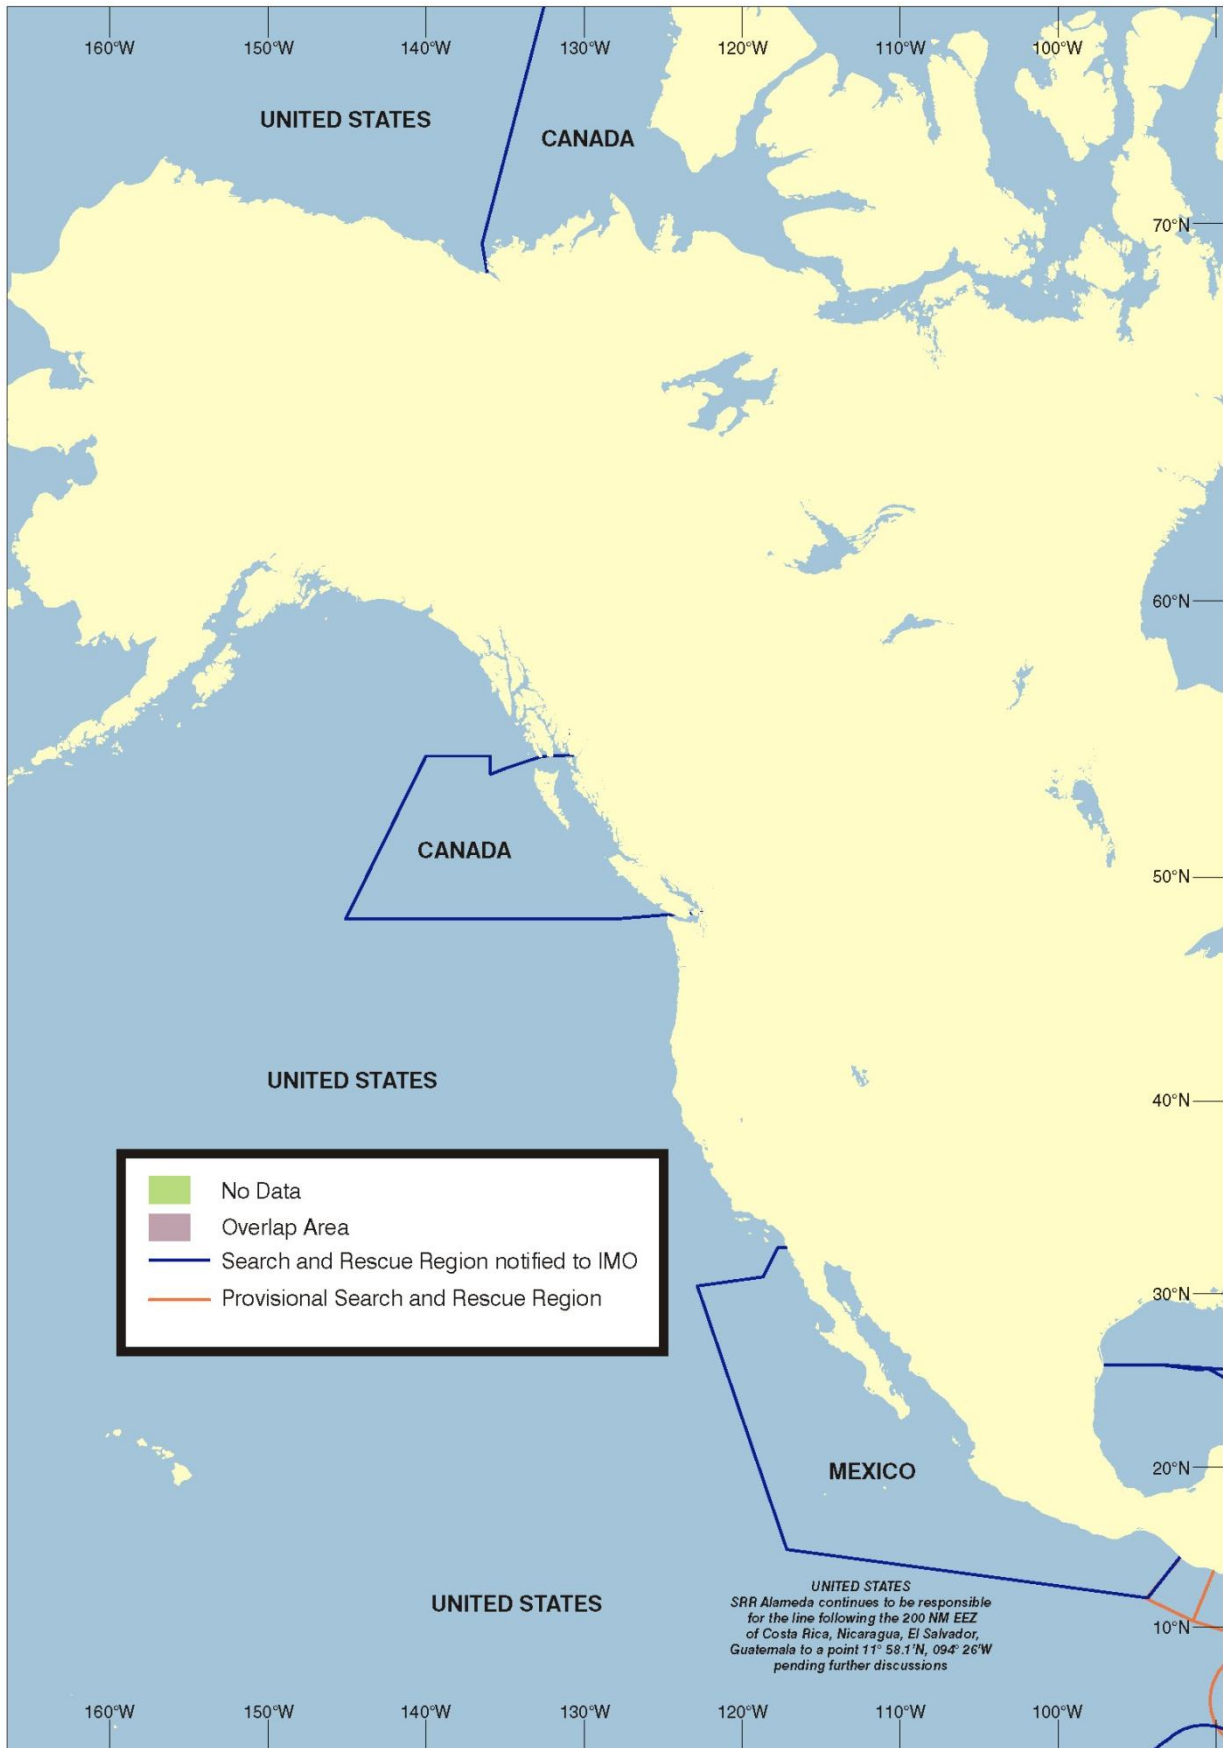 160°W 150°W 140°W 130°W 120°W 110°W 100°W
UNITED STATES
CANADA
70°N
60°N
CANADA
50°N
UNITED STATES
40°N
No Data
Overlap Area
Search and Rescue Region notified to IMO
Provisional Search and Rescue Region
30°N
MEXICO
20°N
UNITED STATES
UNITED STATES
SRR Alameda continues to be responsible
for the line following the 200 NM EEZ
of Costa Rica, Nicaragua, El Salvador,
Guatemala to a point 11° 58.1'N, 094° 26'W
pending further discussions
10°N
160°W 150°W 140°W 130°W 120°W 110°W 100°W